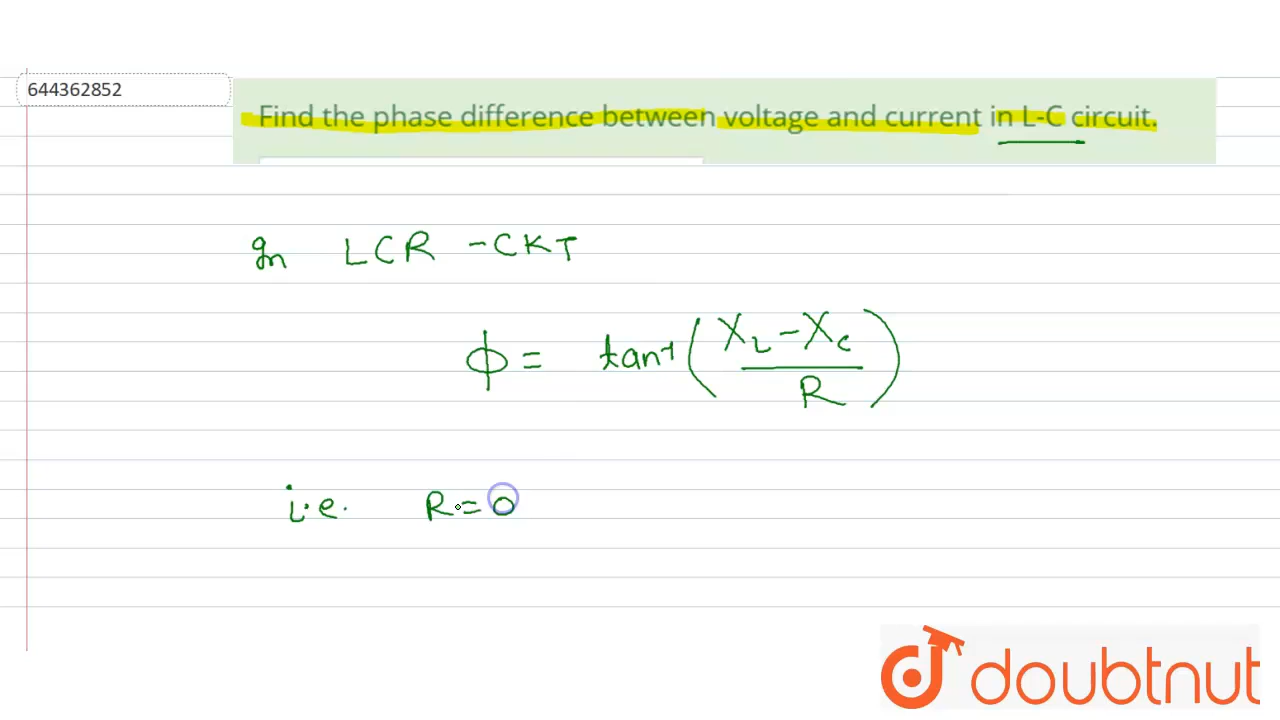 644362852
Find the phase difference between voltage and current in L-C circuit.
In LCR - CKT
ϕ = tan⁻¹ (X_L - X_C / R)
i.e. R = 0
doubtnut